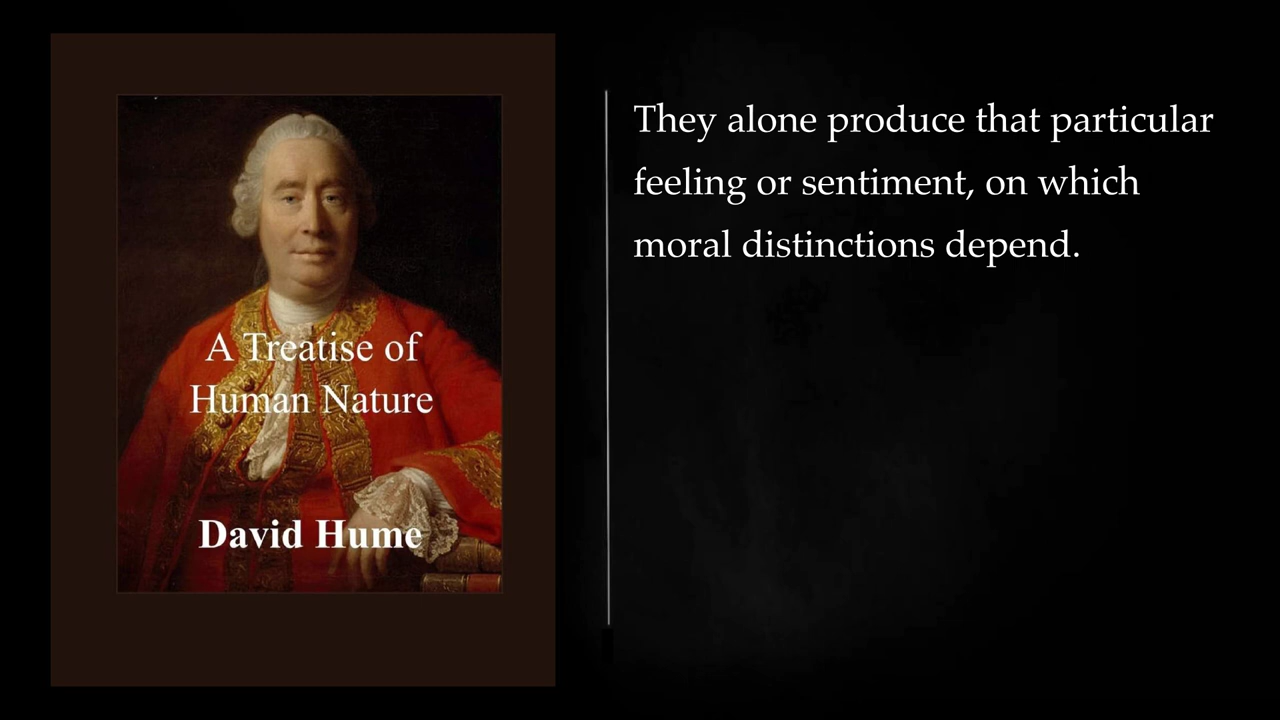 A Treatise of
Human Nature
David Hume
They alone produce that particular
feeling or sentiment, on which
moral distinctions depend.